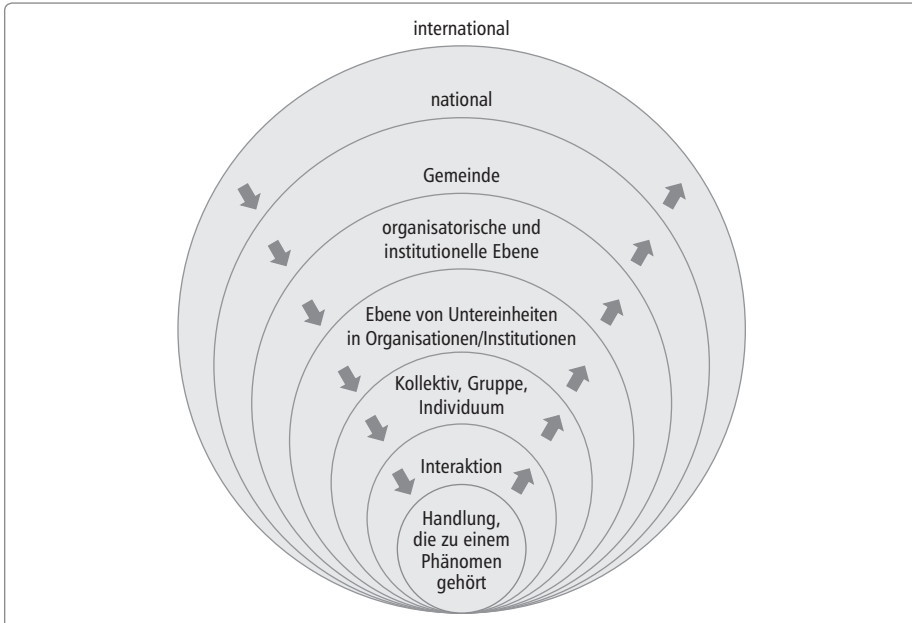 international
national
Gemeinde
organisatorische und
institutionelle Ebene
Ebene von Untereinheiten
in Organisationen/Institutionen
Kollektiv, Gruppe,
Individuum
Interaktion
Handlung,
die zu einem
Phänomen
gehört